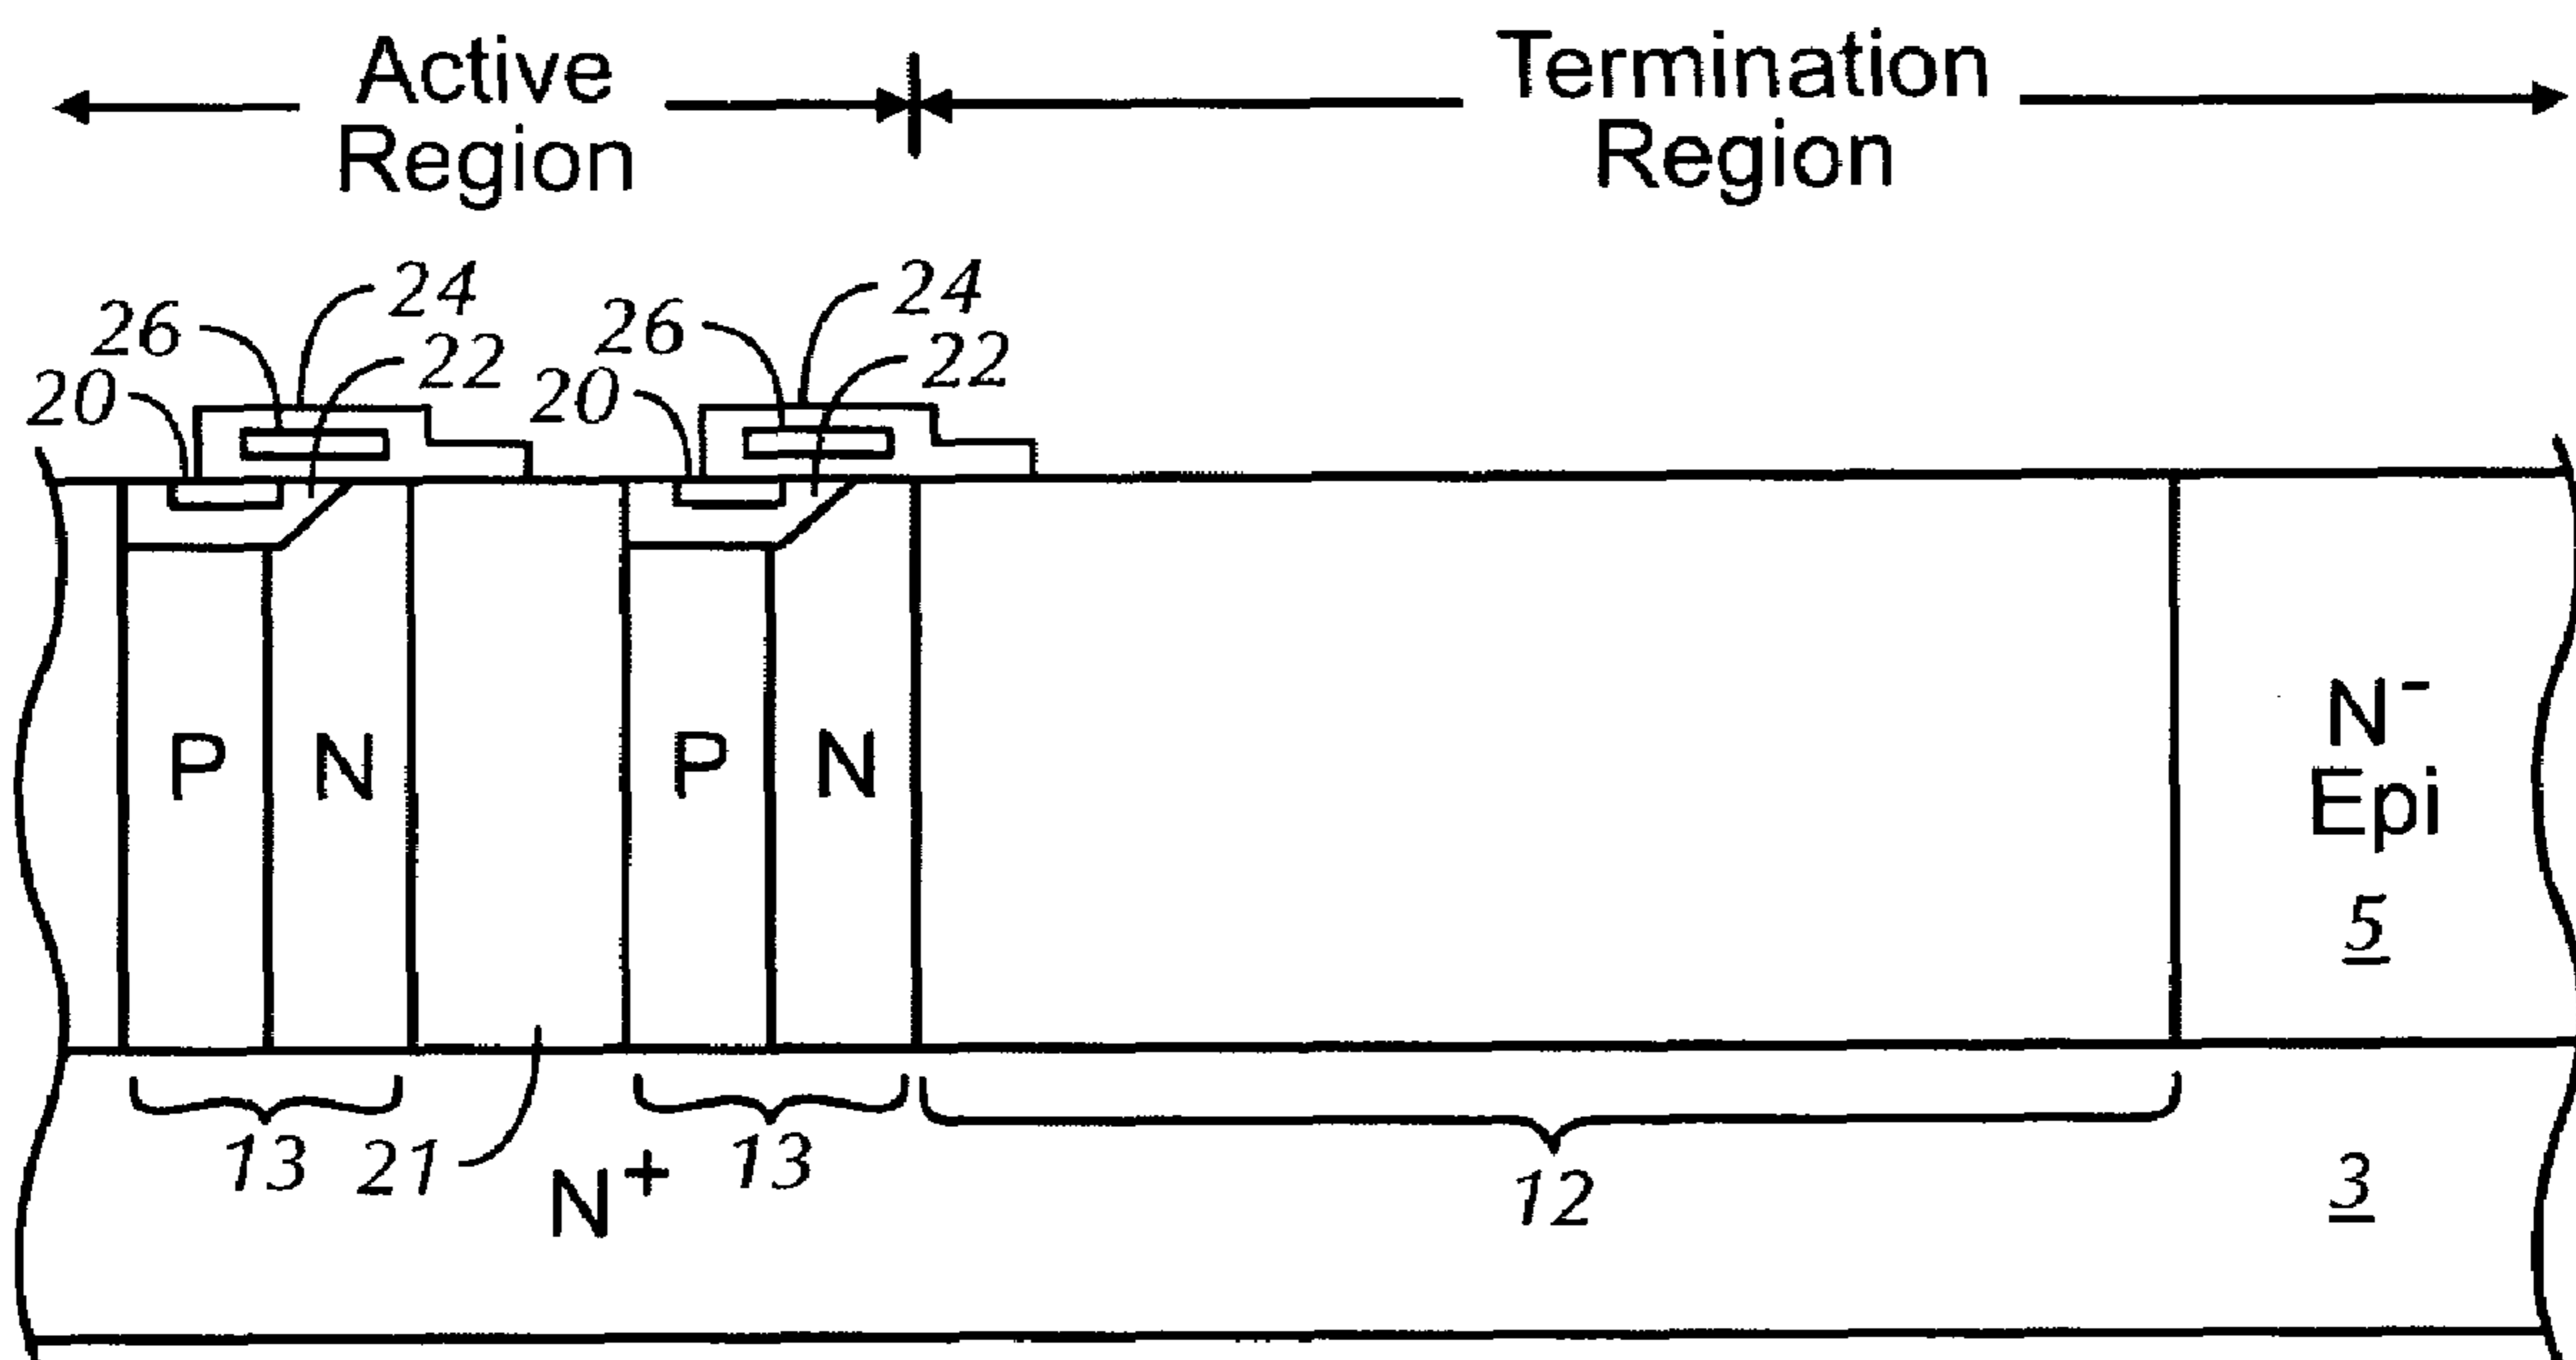 Active
Region
Termination
Region
24
24
26
22
26
22
20
20
P
N
P
N
N-
Epi
5
13
21
13
N+
12
3